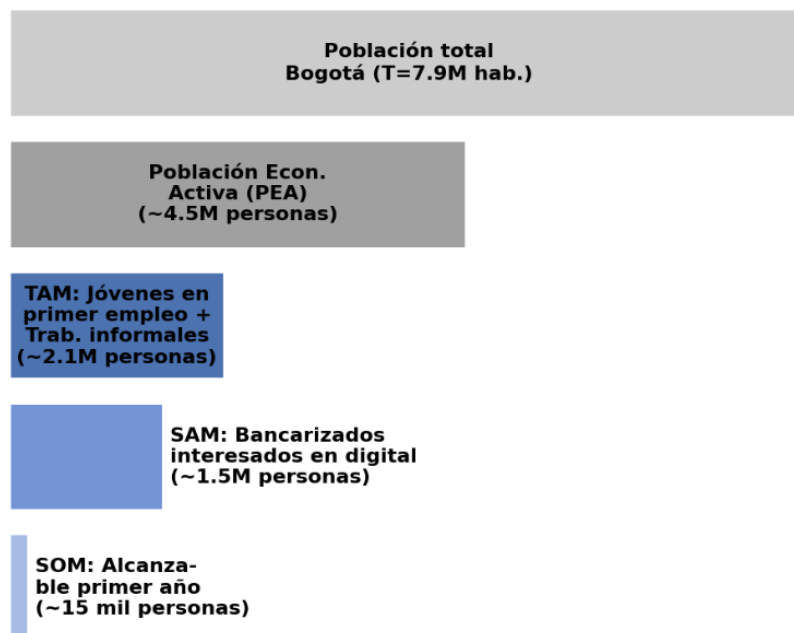 Población total
Bogotá (T=7.9M hab.)
Población Econ.
Activa (PEA)
(~4.5M personas)
TAM: Jóvenes en
primer empleo +
Trab. informales
(~2.1M personas)
SAM: Bancarizados
interesados en digital
(~1.5M personas)
SOM: Alcanza-
ble primer año
(~15 mil personas)